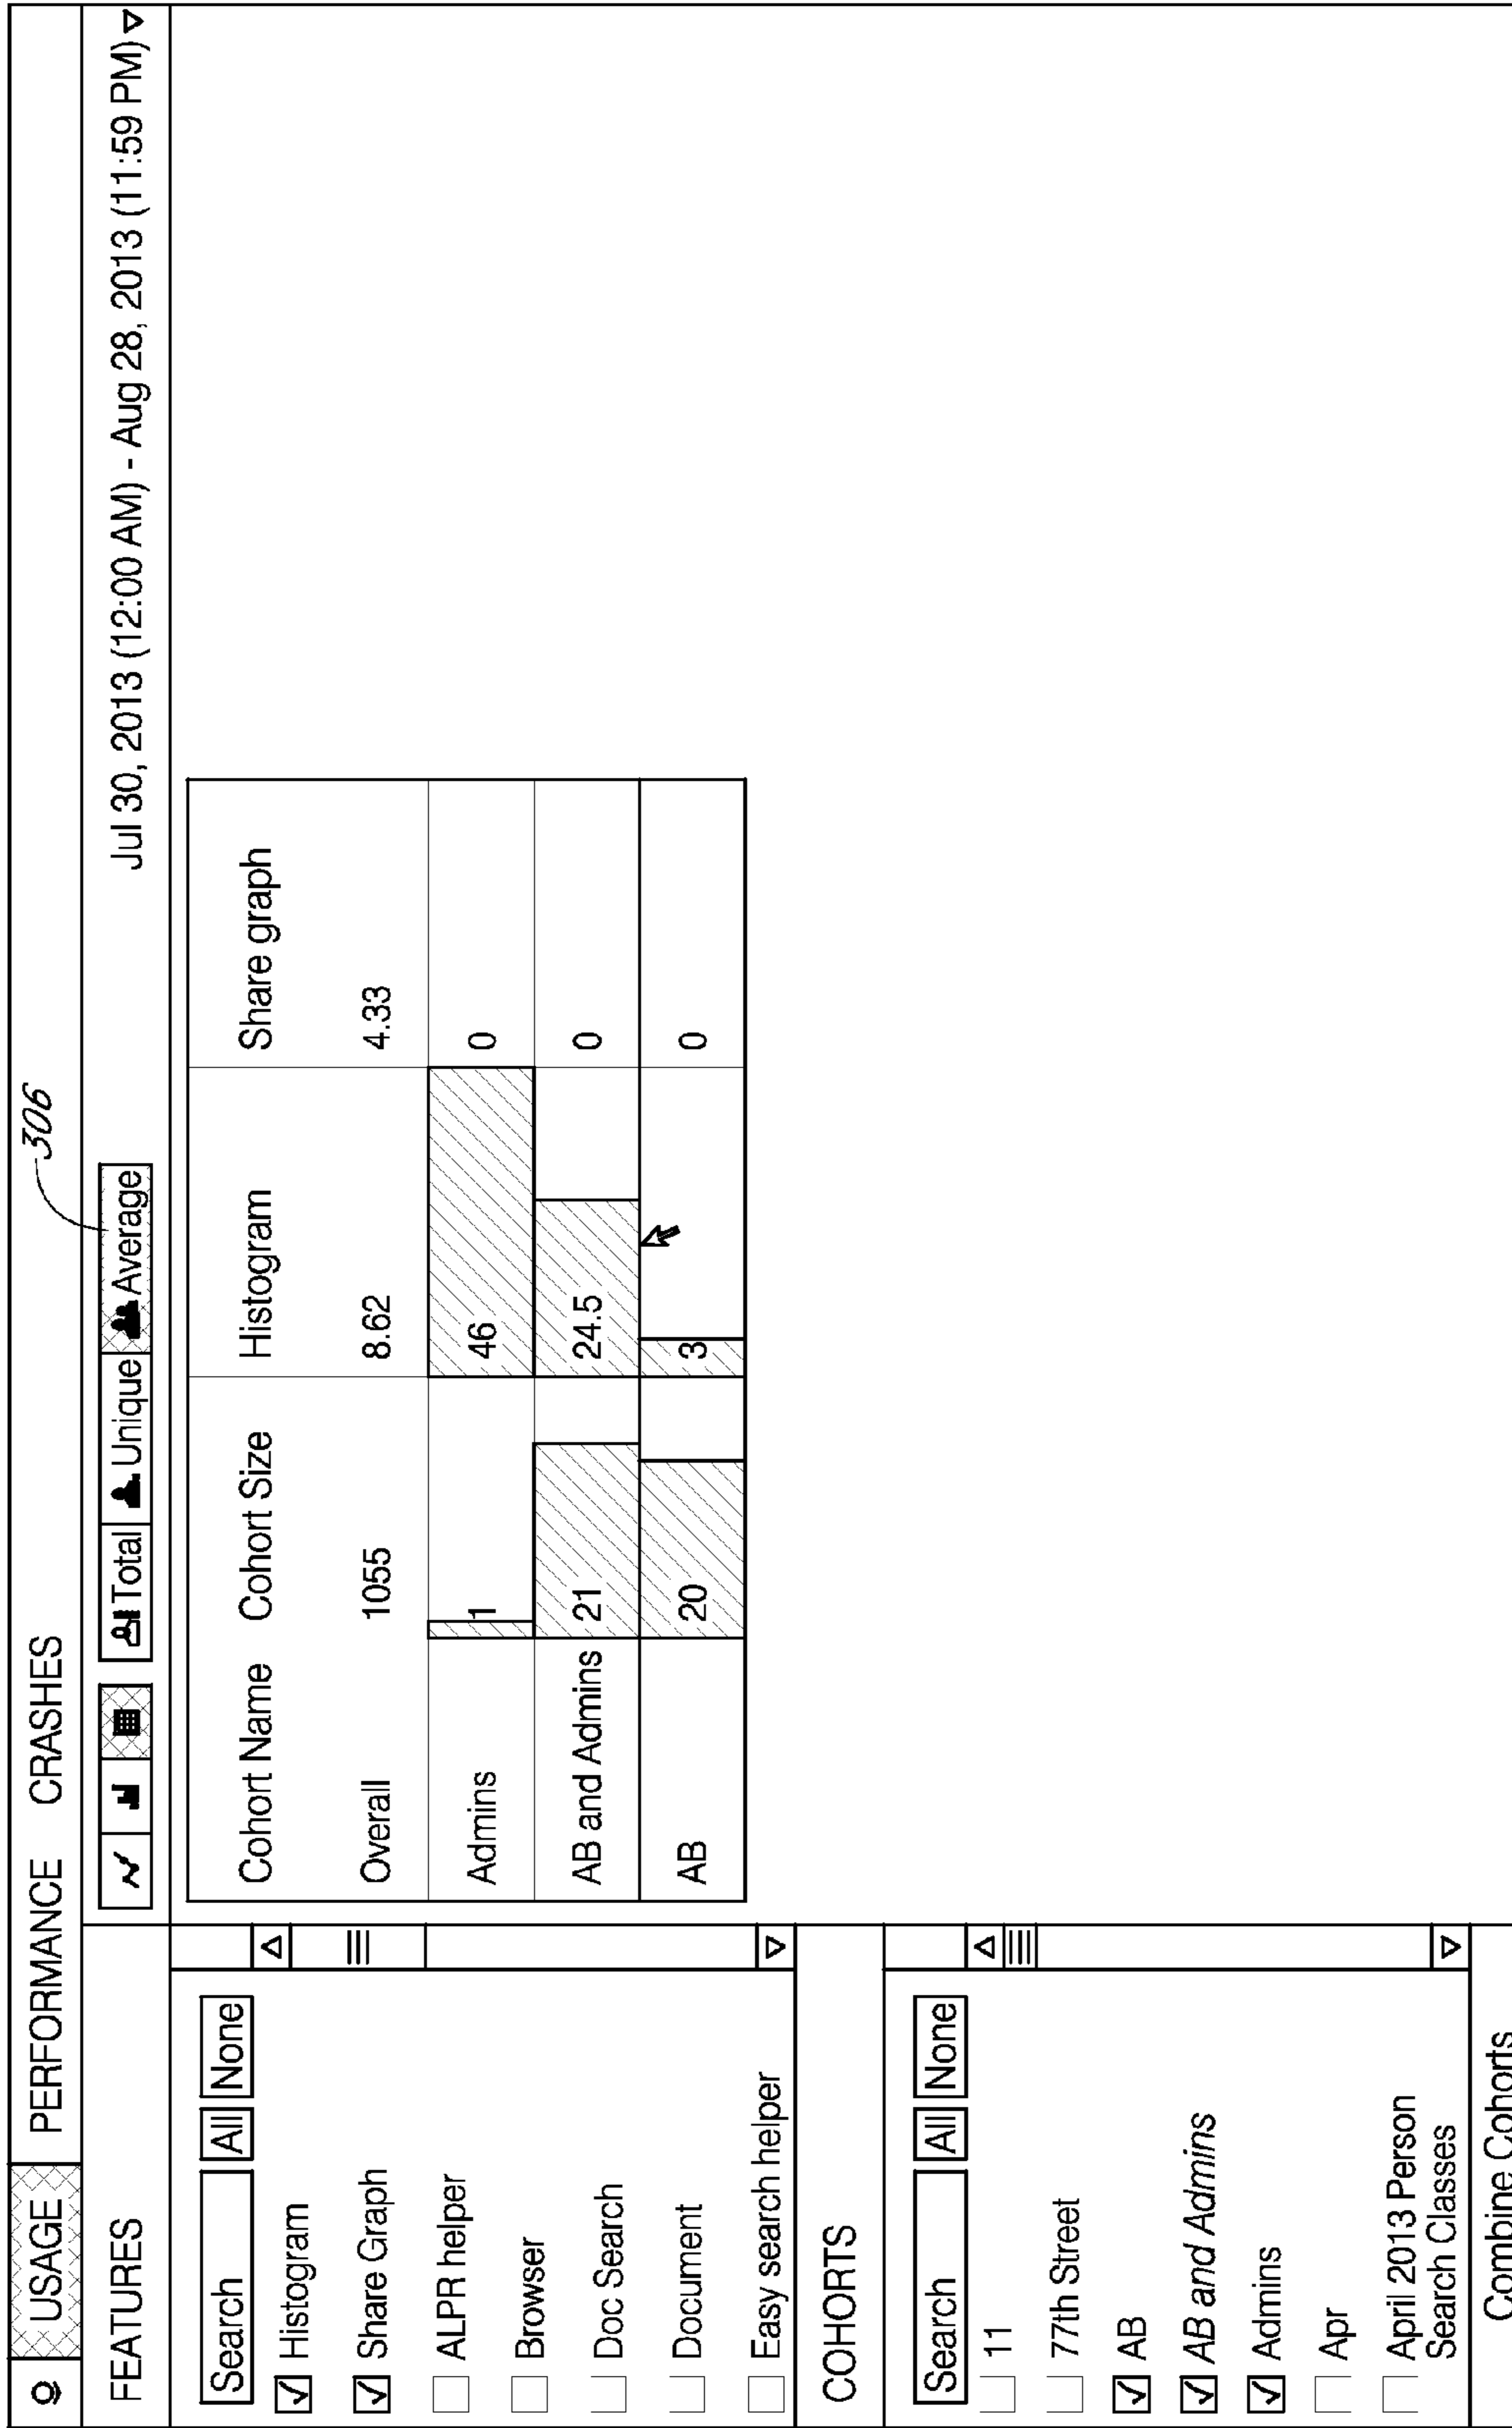 306
USAGE PERFORMANCE CRASHES
FEATURES
Total Unique Average Jul 30, 2013 (12:00 AM) - Aug 28, 2013 (11:59 PM)
Search All None
Histogram
Share Graph
ALPR helper
Browser
Doc Search
Document
Easy search helper
COHORTS
Search All None
11
77th Street
AB
AB and Admins
Admins
Apr
April 2013 Person
Search Classes
Combine Cohorts
Cohort Name Cohort Size Histogram Share graph
Overall 1055 8.62 4.33
Admins 1 46 0
AB and Admins 21 24.5 0
AB 20 3 0